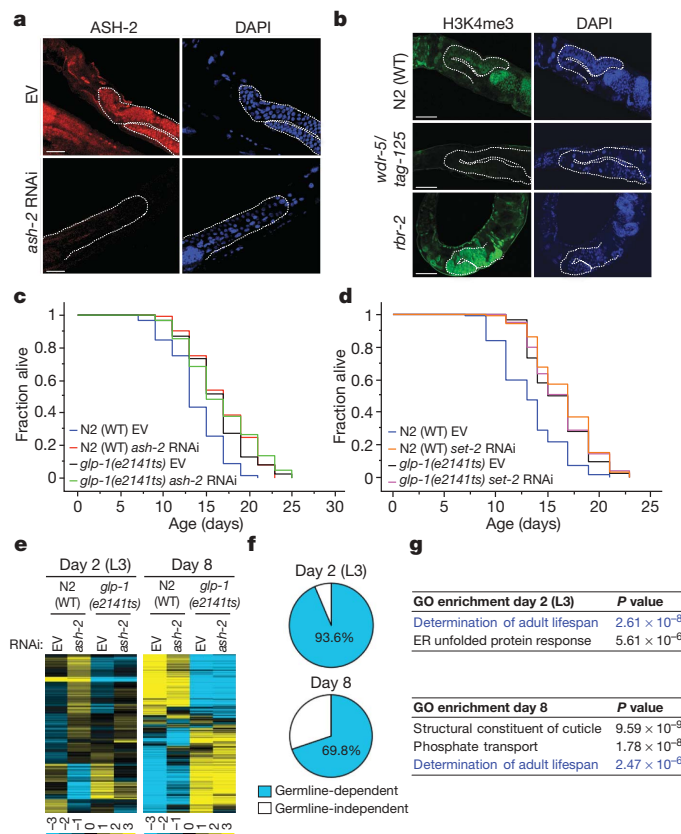 a
ASH-2 DAPI
EV
ash-2 RNAi
b
H3K4me3 DAPI
N2 (WT)
wdr-5/
tag-125
rbr-2
c
Fraction alive
1
0.8
0.6
0.4
0.2
0
N2 (WT) EV
N2 (WT) ash-2 RNAi
glp-1(e2141ts) EV
glp-1(e2141ts) ash-2 RNAi
0 5 10 15 20 25 30
Age (days)
d
Fraction alive
1
0.8
0.6
0.4
0.2
0
N2 (WT) EV
N2 (WT) set-2 RNAi
glp-1(e2141ts) EV
glp-1(e2141ts) set-2 RNAi
0 5 10 15 20 25
Age (days)
e
Day 2 (L3) Day 8
N2 glp-1 N2 glp-1
(WT) (e2141ts) (WT) (e2141ts)
RNAi: EV ash-2 EV ash-2 EV ash-2 EV ash-2
−3 −2 −1 0 1 2 3 −3 −2 −1 0 1 2 3
f
Day 2 (L3)
93.6%
Day 8
69.8%
Germline-dependent
Germline-independent
g
GO enrichment day 2 (L3) P value
Determination of adult lifespan 2.61 × 10⁻⁸
ER unfolded protein response 5.61 × 10⁻⁶
GO enrichment day 8 P value
Structural constituent of cuticle 9.59 × 10⁻⁹
Phosphate transport 1.78 × 10⁻⁸
Determination of adult lifespan 2.47 × 10⁻⁶